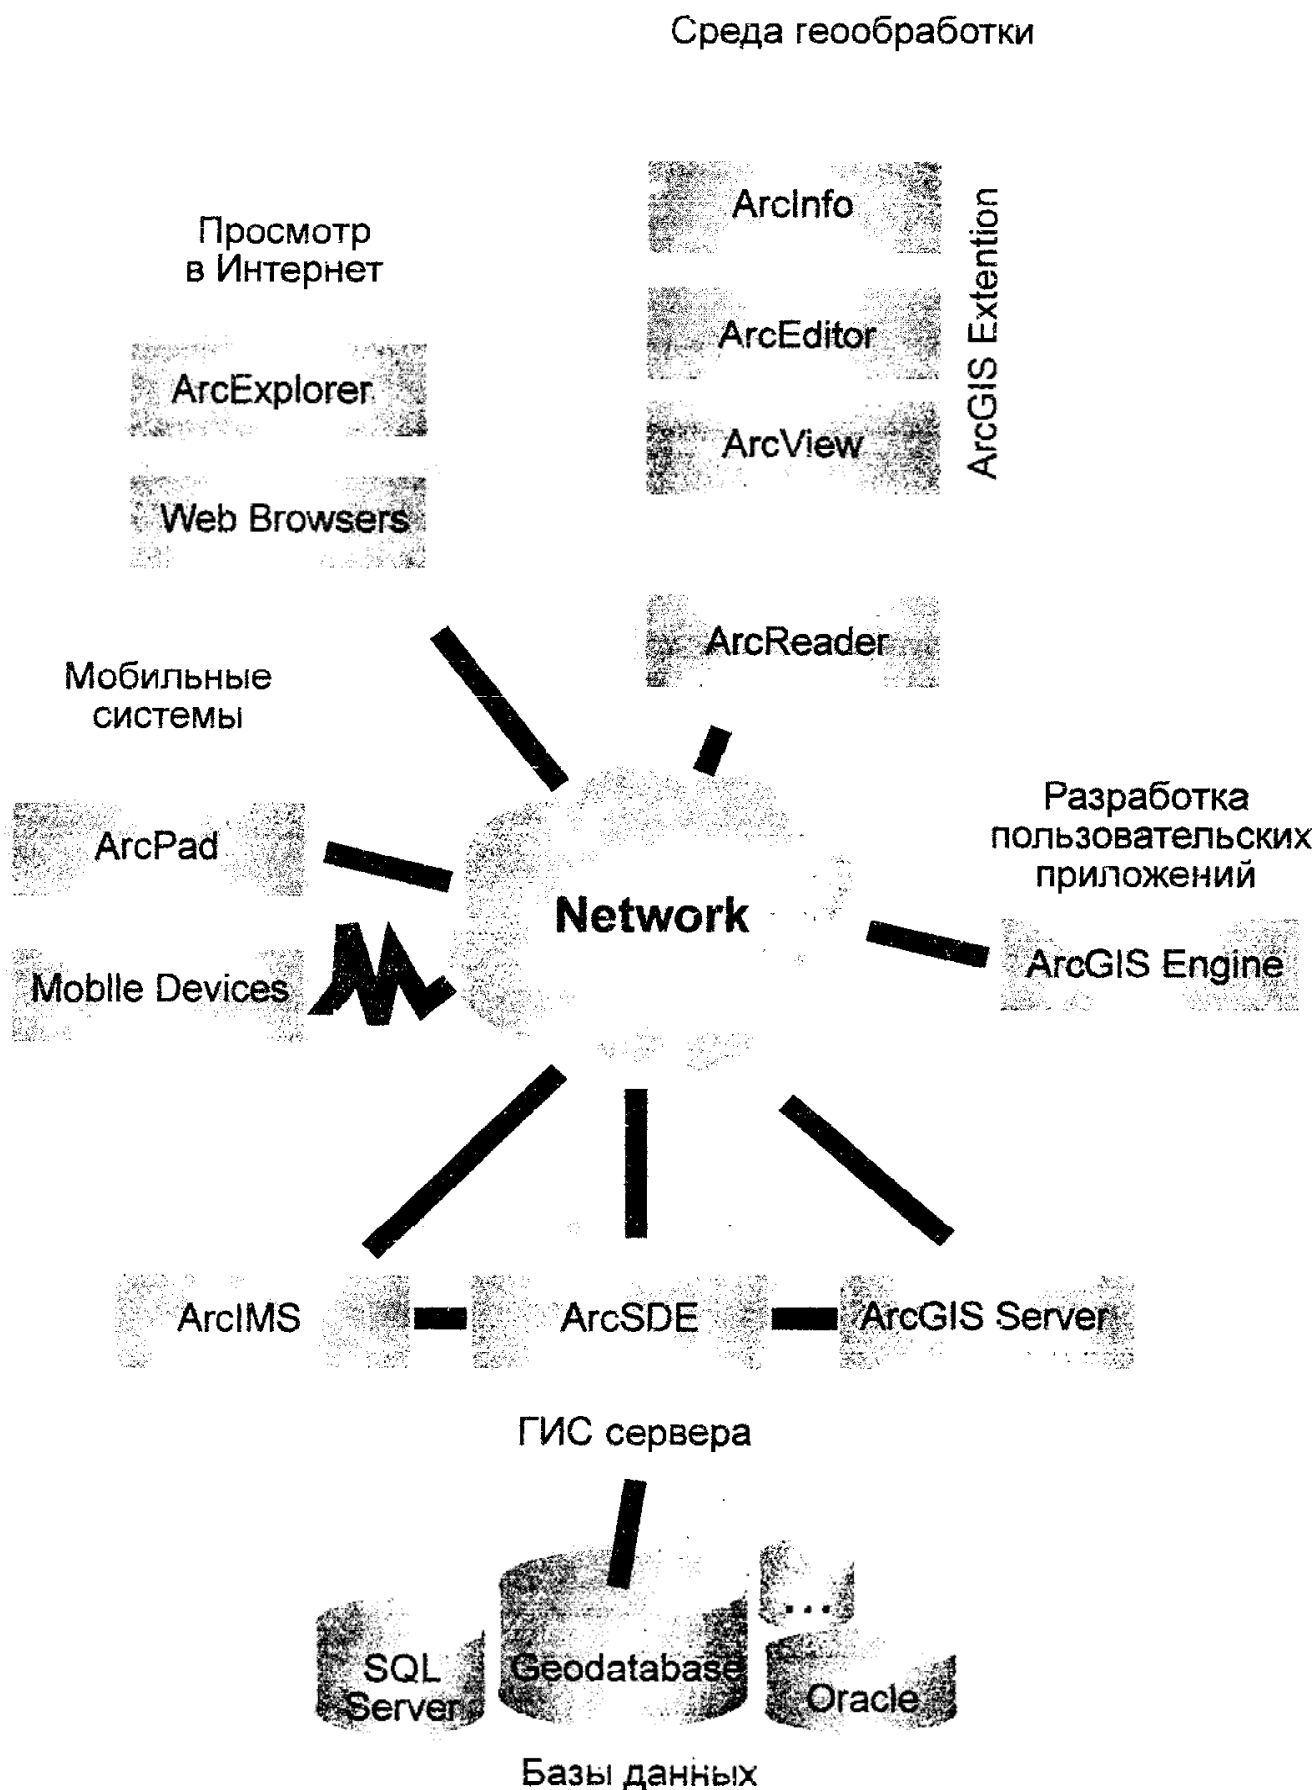 Среда геообработки
ArcInfo
ArcEditor
ArcView
ArcGIS Extention
ArcReader
Просмотр
в Интернет
ArcExplorer
Web Browsers
Мобильные
системы
ArcPad
MobIle Devices
Network
Разработка
пользовательских
приложений
ArcGIS Engine
ArcIMS
ArcSDE
ArcGIS Server
ГИС сервера
SQL
Server
Geodatabase
...
Oracle
Базы данных